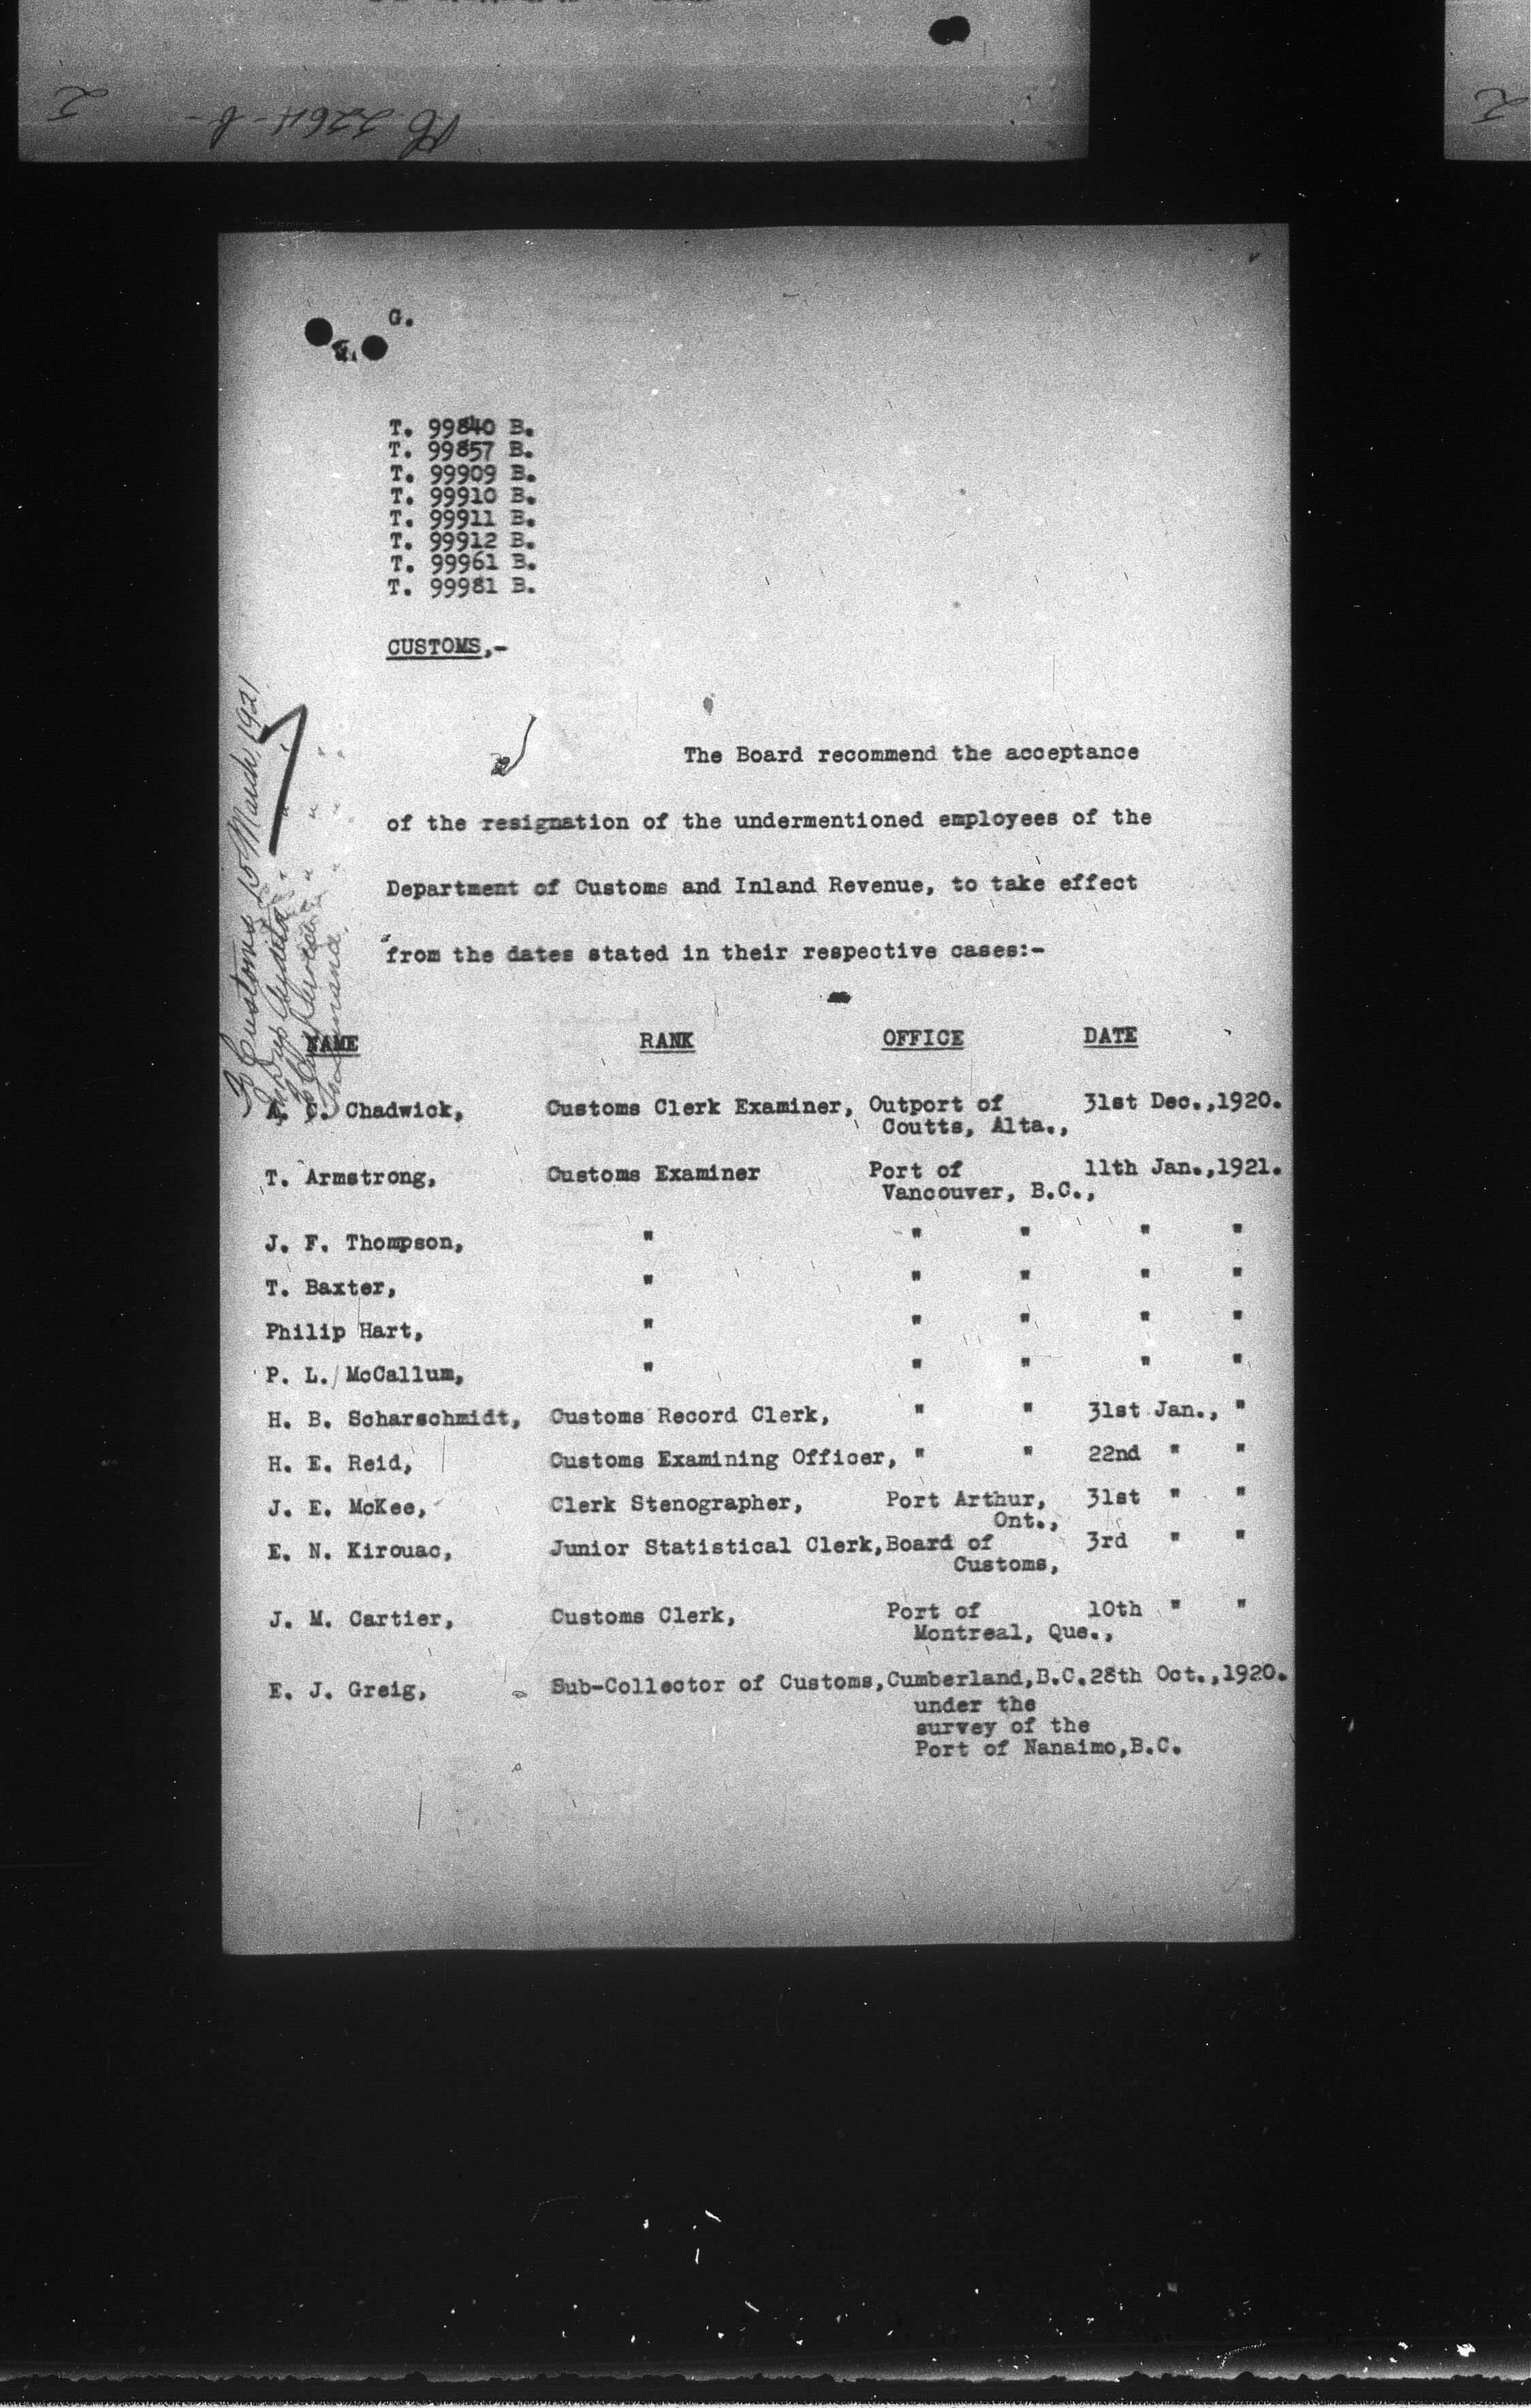 G.
T. 99840 B.
T. 99857 B.
T. 99909 B.
T. 99910 B.
T. 99911 B.
T. 99912 B.
T. 99961 B.
T. 99981 B.
CUSTOMS,-
The Board recommend the acceptance
of the resignation of the undermentioned employees of the
Department of Customs and Inland Revenue, to take effect
from the dates stated in their respective cases:-
To Customs 10 March, 1921
NAME RANK OFFICE DATE
A. C. Chadwick, Customs Clerk Examiner, Outport of 31st Dec.,1920.
Coutts, Alta.,
T. Armstrong, Customs Examiner Port of 11th Jan.,1921.
Vancouver, B.C.,
J. F. Thompson, " " " " "
T. Baxter, " " " " "
Philip Hart, " " " " "
P. L. McCallum, " " " " "
H. B. Scharschmidt, Customs Record Clerk, " " 31st Jan., "
H. E. Reid, Customs Examining Officer, " " 22nd " "
J. E. McKee, Clerk Stenographer, Port Arthur, 31st " "
Ont.,
E. N. Kirouac, Junior Statistical Clerk, Board of 3rd " "
Customs,
J. M. Cartier, Customs Clerk, Port of 10th " "
Montreal, Que.,
E. J. Greig, Sub-Collector of Customs, Cumberland, B.C. 28th Oct.,1920.
under the
survey of the
Port of Nanaimo, B.C.